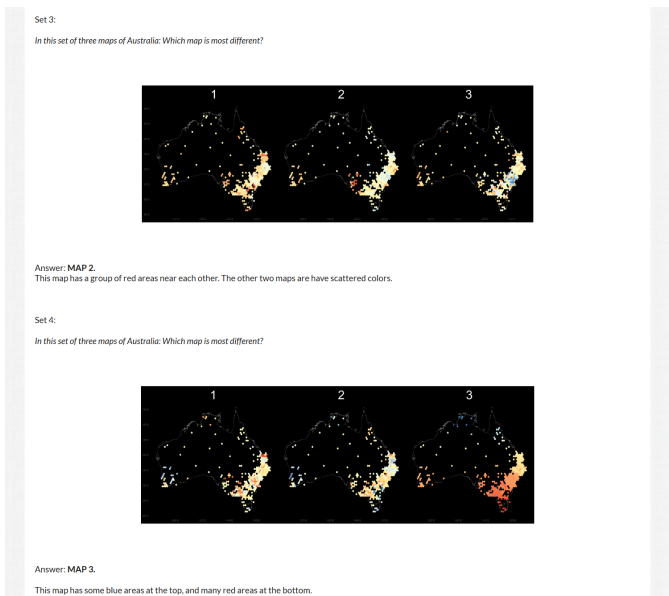 Set 3:
In this set of three maps of Australia: Which map is most different?
1 2 3
Answer: MAP 2.
This map has a group of red areas near each other. The other two maps are have scattered colors.
Set 4:
In this set of three maps of Australia: Which map is most different?
1 2 3
Answer: MAP 3.
This map has some blue areas at the top, and many red areas at the bottom.